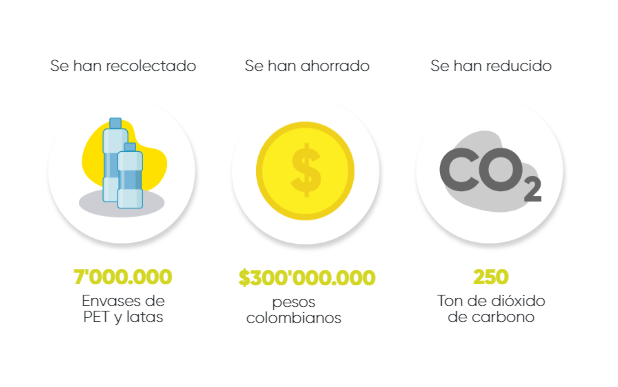 Se han recolectado
Se han ahorrado
Se han reducido
$
CO2
7'000.000
Envases de
PET y latas
$300'000.000
pesos
colombianos
250
Ton de dióxido
de carbono